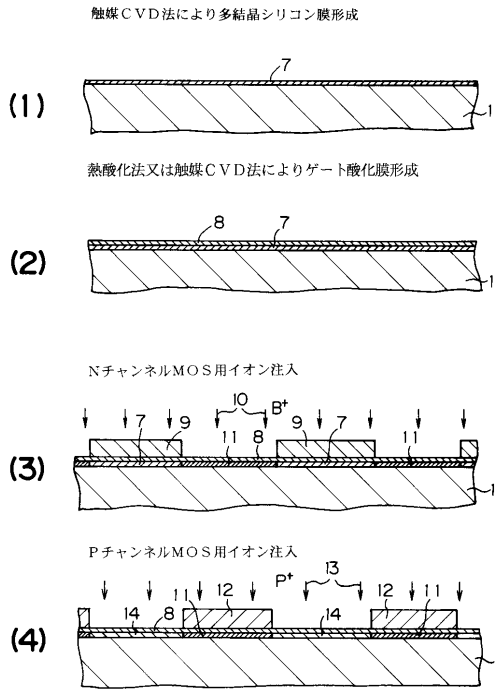 触媒CVD法により多結晶シリコン膜形成
7
(1)
1
熱酸化法又は触媒CVD法によりゲート酸化膜形成
8 7
(2)
1
NチャンネルMOS用イオン注入
10 B+
7 9 11 8 9 7 11
(3)
1
PチャンネルMOS用イオン注入
P+ 13
14 8 11 12 14 12 11
(4)